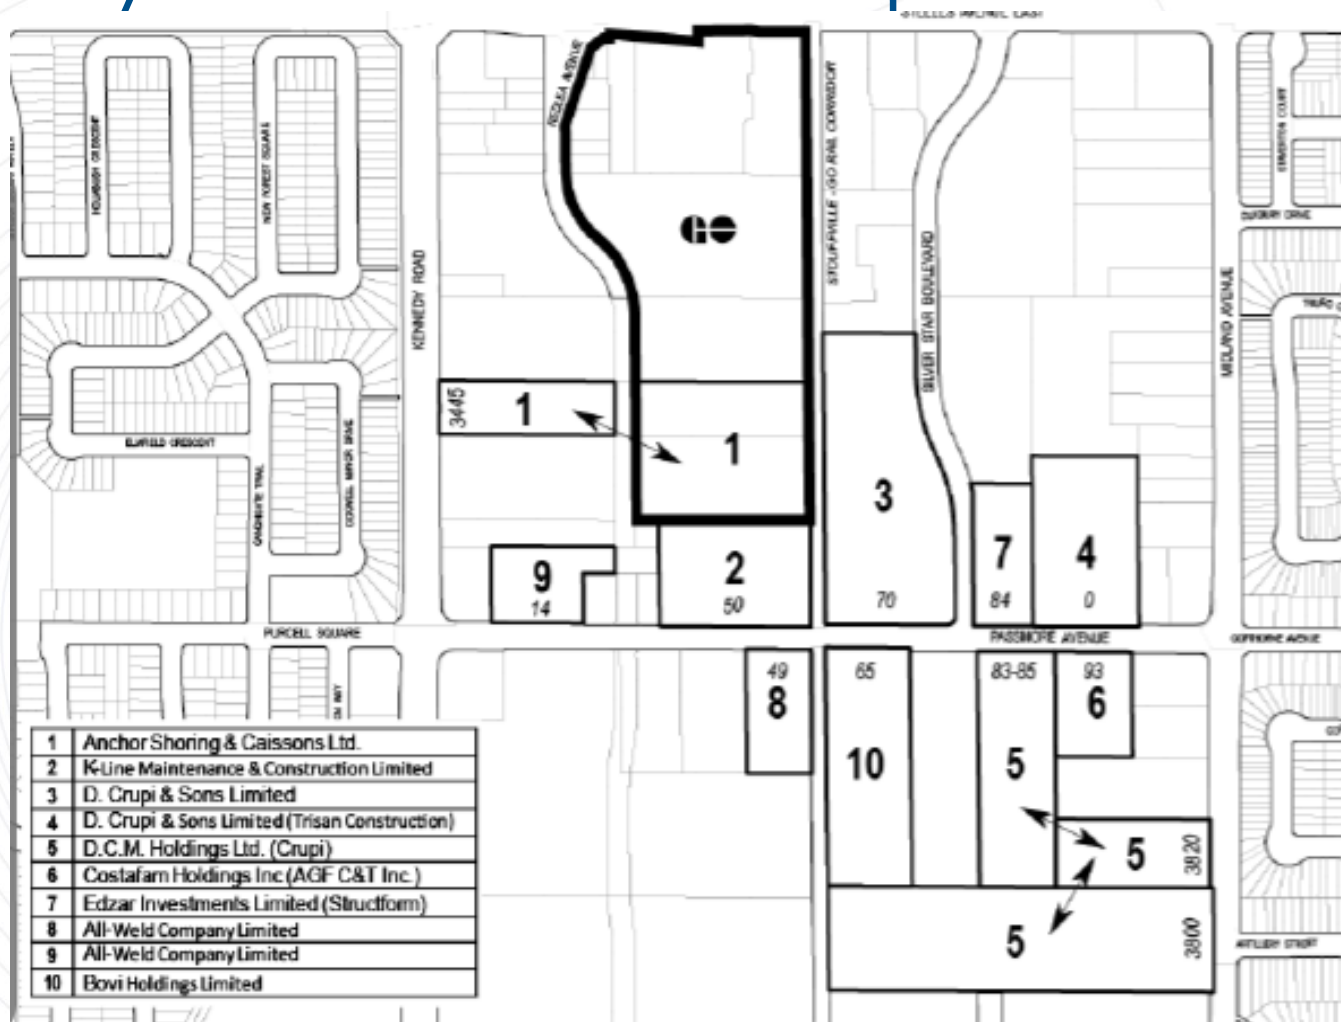 STEELES AVENUE EAST
REDLEA AVENUE
STOUFFVILLE - GO RAIL CORRIDOR
HOLMBUSH CRESCENT
NEW FOREST SQUARE
GO
KENNEDY ROAD
SILVER STAR BOULEVARD
MIDLAND AVENUE
3445
1
1
ELMFIELD CRESCENT
3
7
4
9
2
14
50
70
84
0
PURCELL SQUARE
PASSMORE AVENUE
49
65
83-85
93
8
6
10
5
5
3820
5
3800
ARTILLERY STREET
1 Anchor Shoring & Caissons Ltd.
2 K-Line Maintenance & Construction Limited
3 D. Crupi & Sons Limited
4 D. Crupi & Sons Limited (Trisan Construction)
5 D.C.M. Holdings Ltd. (Crupi)
6 Costafam Holdings Inc (AGF C&T Inc.)
7 Edzar Investments Limited (Structform)
8 All-Weld Company Limited
9 All-Weld Company Limited
10 Bovi Holdings Limited